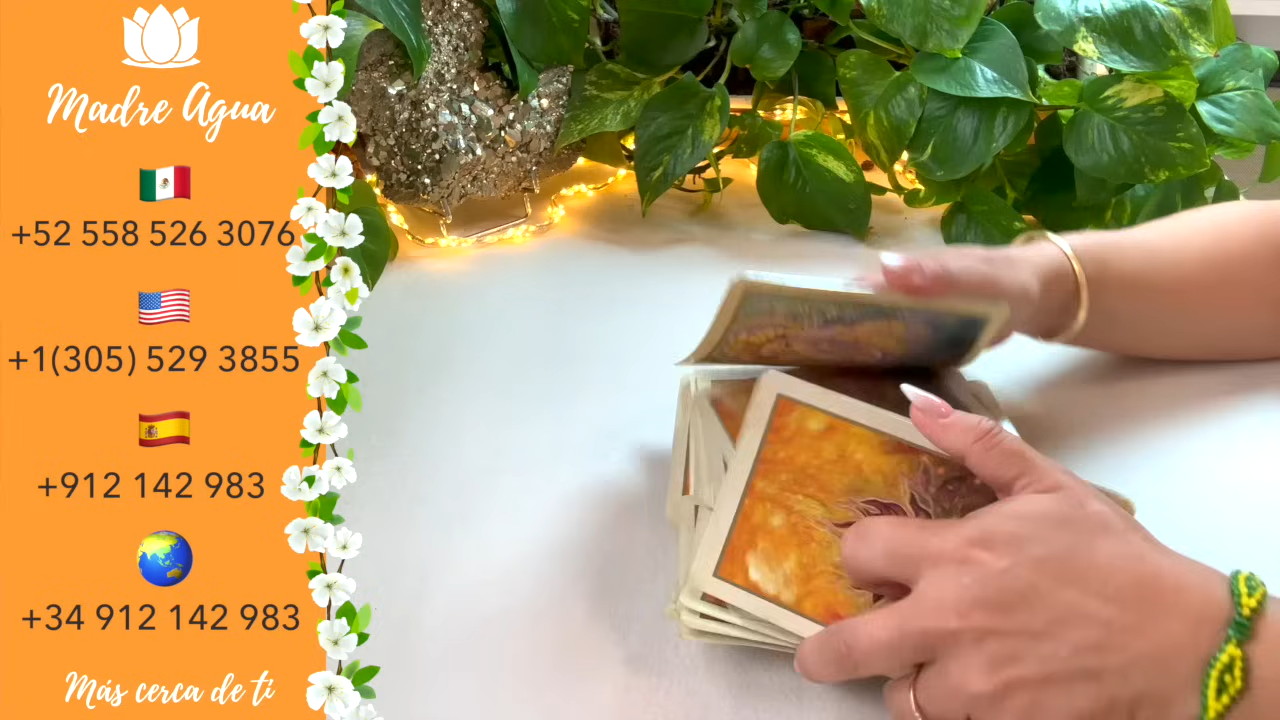 Madre Agua
+52 558 526 3076
+1(305) 529 3855
+912 142 983
+34 912 142 983
Más cerca de ti